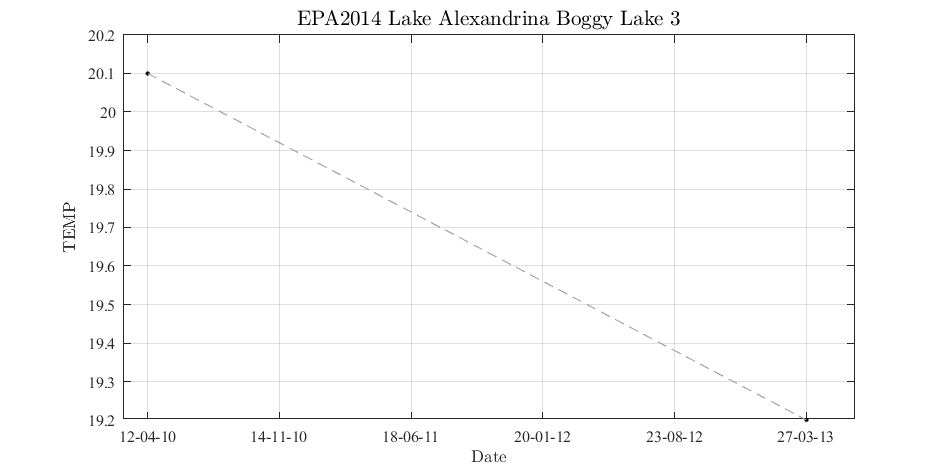 EPA2014 Lake Alexandrina Boggy Lake 3
20.2
20.1
20
19.9
19.8
19.7
19.6
19.5
19.4
19.3
19.2
TEMP
12-04-10 14-11-10 18-06-11 20-01-12 23-08-12 27-03-13
Date